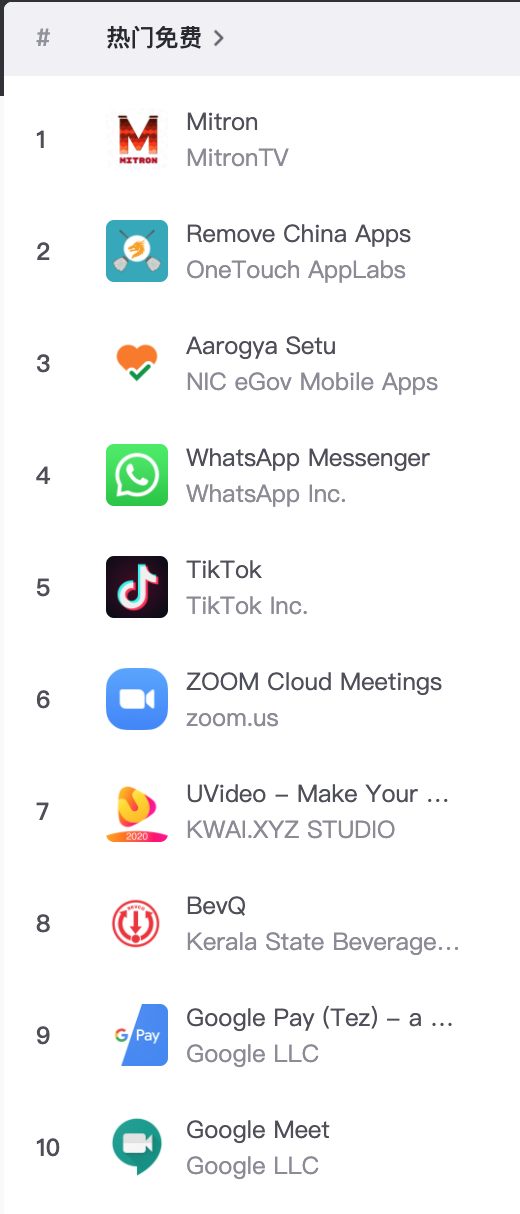 # 热门免费 >
1 Mitron
MitronTV
MITRON
2 Remove China Apps
OneTouch AppLabs
3 Aarogya Setu
NIC eGov Mobile Apps
4 WhatsApp Messenger
WhatsApp Inc.
5 TikTok
TikTok Inc.
6 ZOOM Cloud Meetings
zoom.us
7 UVideo – Make Your ...
KWAI.XYZ STUDIO
2020
8 BevQ
Kerala State Beverage...
BEVCO
9 Google Pay (Tez) – a ...
G Pay
Google LLC
10 Google Meet
Google LLC